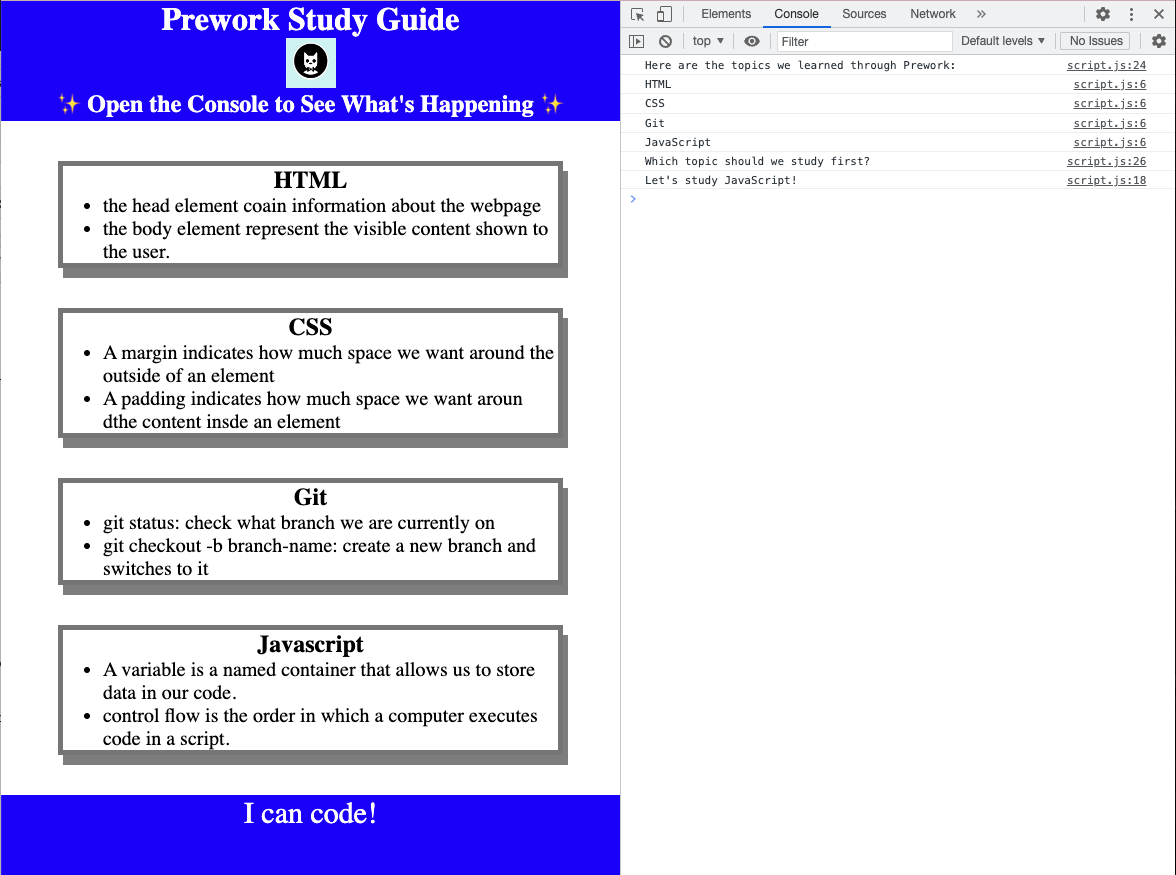 Prework Study Guide
✨ Open the Console to See What's Happening ✨
HTML
• the head element coain information about the webpage
• the body element represent the visible content shown to
the user.
CSS
• A margin indicates how much space we want around the
outside of an element
• A padding indicates how much space we want aroun
dthe content insde an element
Git
• git status: check what branch we are currently on
• git checkout -b branch-name: create a new branch and
switches to it
Javascript
• A variable is a named container that allows us to store
data in our code.
• control flow is the order in which a computer executes
code in a script.
I can code!
Elements Console Sources Network »
top ▼ Filter Default levels ▼ No Issues
Here are the topics we learned through Prework: script.js:24
HTML script.js:6
CSS script.js:6
Git script.js:6
JavaScript script.js:6
Which topic should we study first? script.js:26
Let's study JavaScript! script.js:18
>